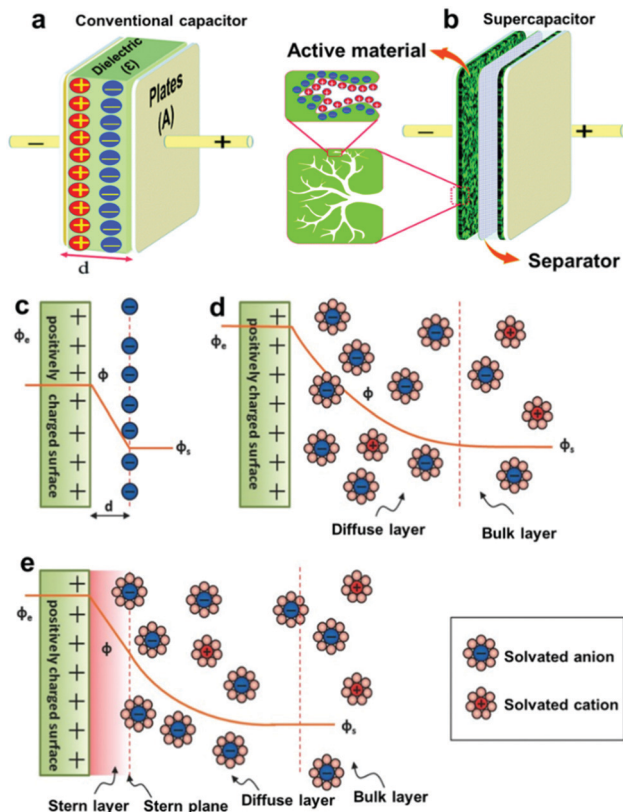 a
Conventional capacitor
Dielectric
(ε)
Plates
(A)
−
+
d
b
Supercapacitor
Active material
−
+
Separator
c
ϕe
positively
charged surface
ϕ
ϕs
d
d
ϕe
positively charged surface
ϕ
ϕs
Diffuse layer
Bulk layer
e
ϕe
positively charged surface
ϕ
ϕs
Stern layer
Stern plane
Diffuse layer
Bulk layer
Solvated anion
Solvated cation